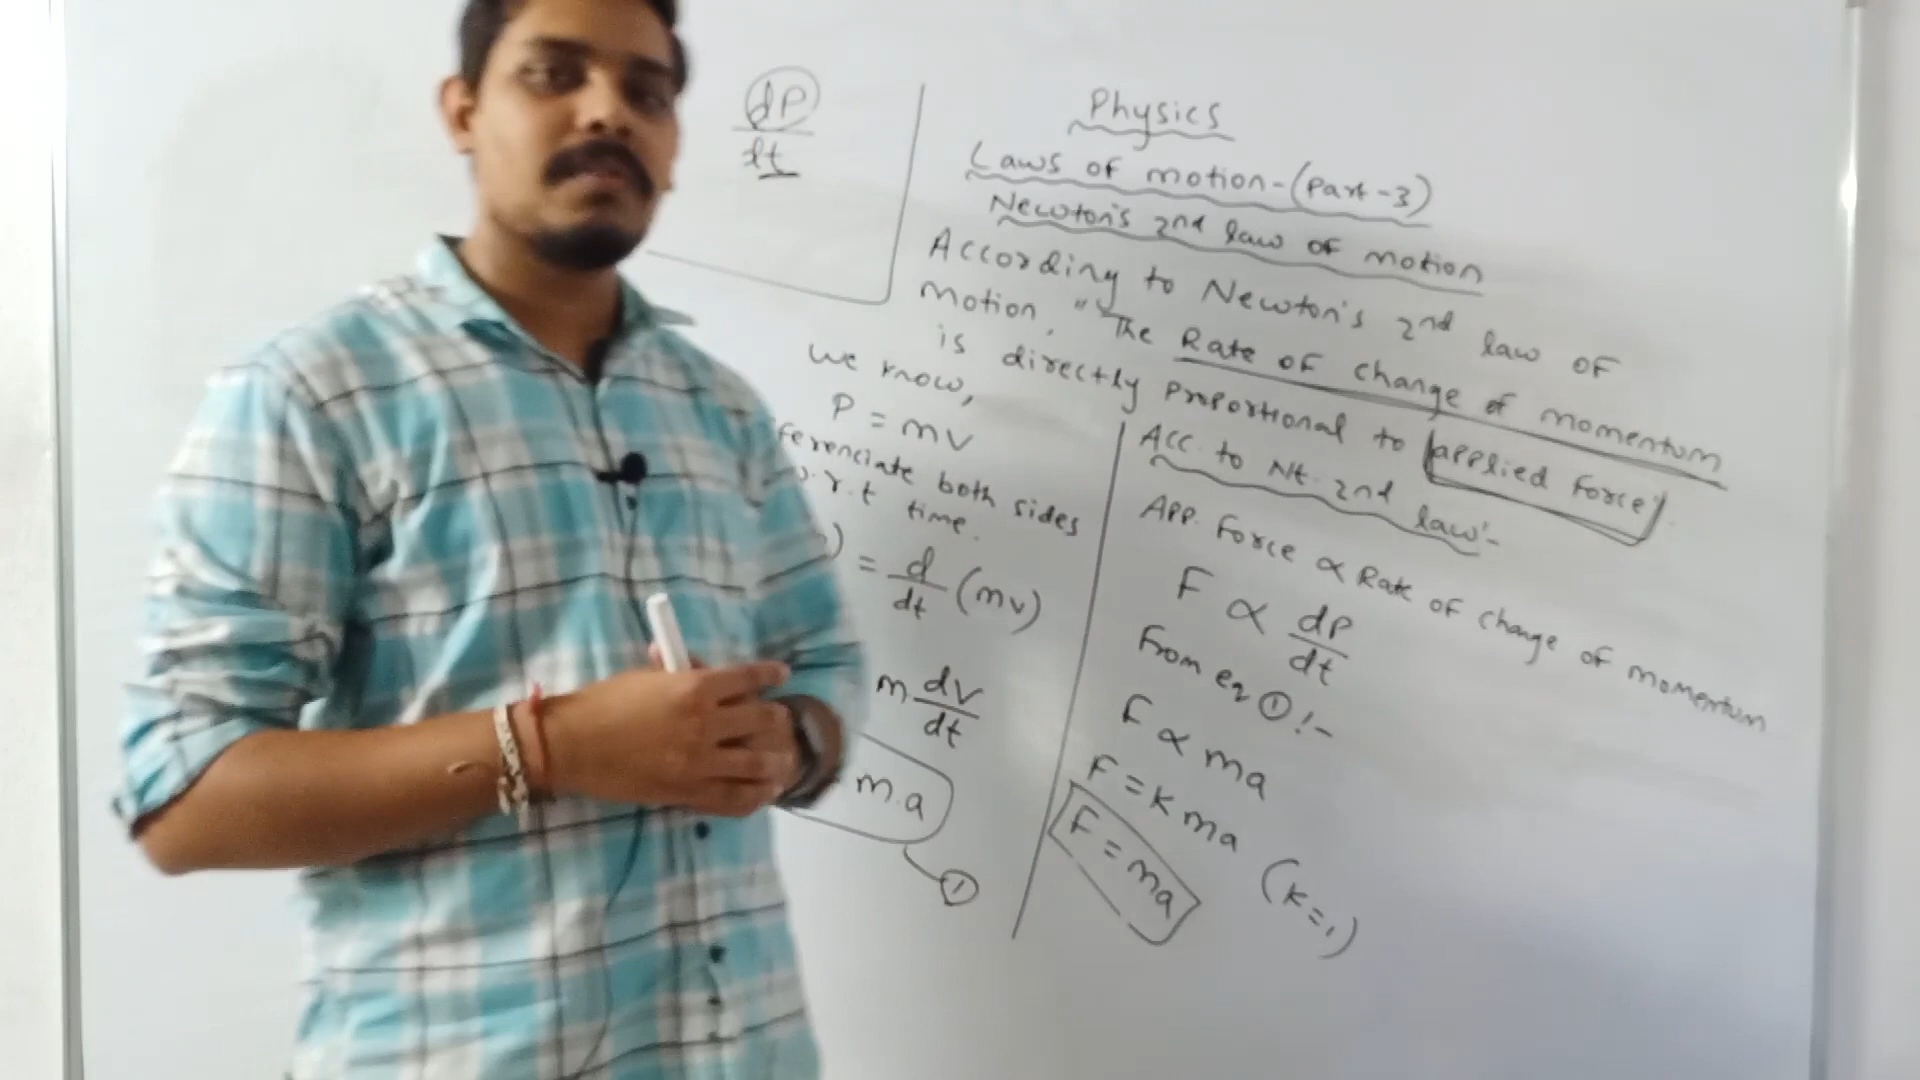 dP
dt
Physics
Laws of motion-(Part-3)
Newton's 2nd law of motion
According to Newton's 2nd law of
motion, "The Rate of change of momentum
is directly proportional to applied force".
we know,
P = mv
ferenciate both sides
w.r.t time.
) = d/dt (mv)
m dv/dt
m.a
①
Acc. to Nt. 2nd law:-
App. Force ∝ Rate of change of momentum
F ∝ dP/dt
From eq ①:-
F ∝ ma
F = K ma (K=1)
F = ma